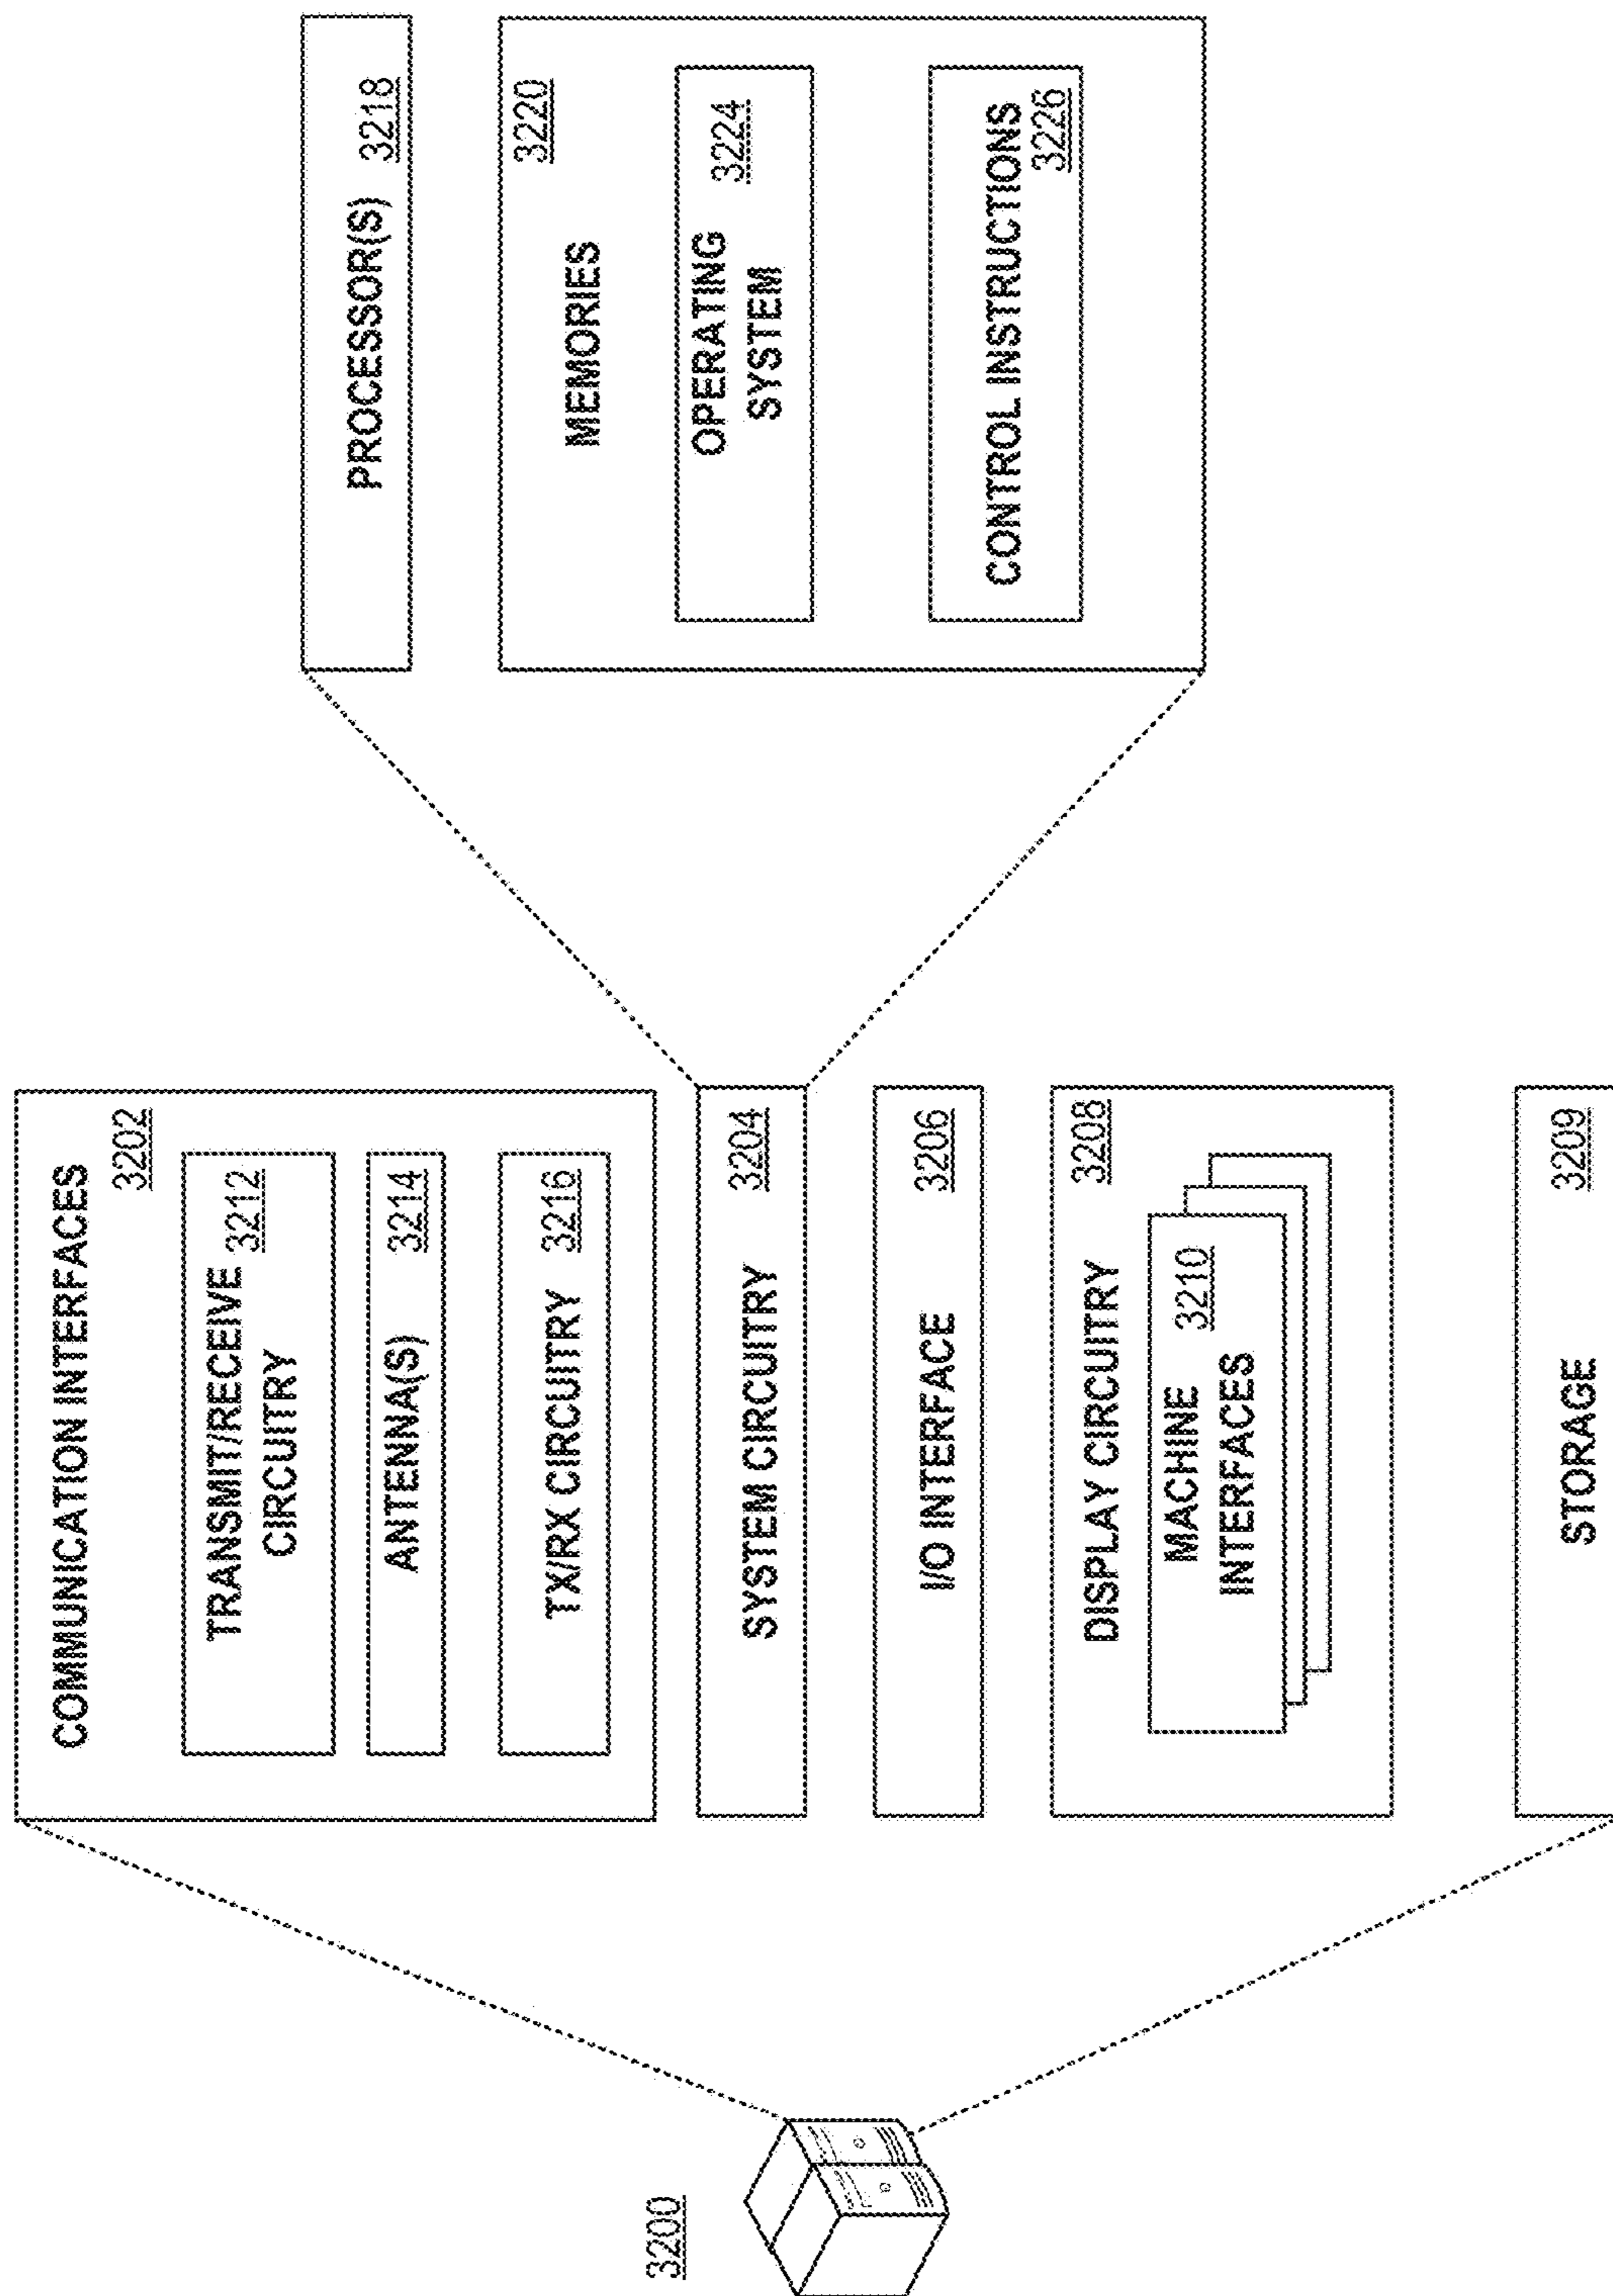 3200
COMMUNICATION INTERFACES
3202
TRANSMIT/RECEIVE 3212
CIRCUITRY
ANTENNA(S) 3214
TX/RX CIRCUITRY 3216
SYSTEM CIRCUITRY 3204
I/O INTERFACE 3206
DISPLAY CIRCUITRY 3208
MACHINE 3210
INTERFACES
STORAGE 3209
PROCESSOR(S) 3218
3220
MEMORIES
OPERATING 3224
SYSTEM
CONTROL INSTRUCTIONS
3226